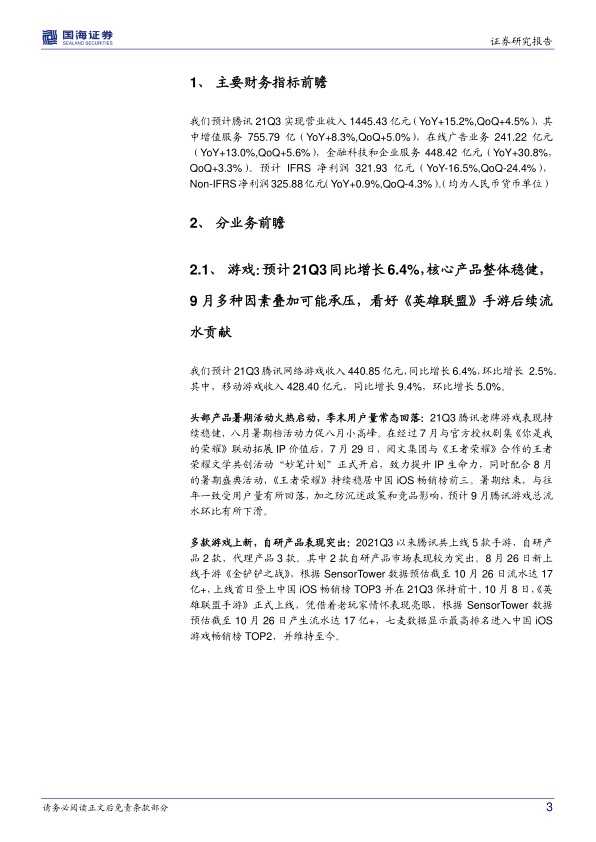 国海证券
SEALAND SECURITIES
证券研究报告
1、 主要财务指标前瞻
我们预计腾讯 21Q3 实现营业收入 1445.43 亿元（YoY+15.2%,QoQ+4.5%），其
中增值服务 755.79 亿（YoY+8.3%,QoQ+5.0%），在线广告业务 241.22 亿元
（YoY+13.0%,QoQ+5.6%），金融科技和企业服务 448.42 亿元（YoY+30.8%，
QoQ+3.3%）。预计 IFRS 净利润 321.93 亿元（YoY-16.5%,QoQ-24.4%），
Non-IFRS净利润325.88亿元(YoY+0.9%,QoQ-4.3%)。（均为人民币货币单位）
2、 分业务前瞻
2.1、 游戏：预计 21Q3 同比增长 6.4%，核心产品整体稳健，
9 月多种因素叠加可能承压，看好《英雄联盟》手游后续流
水贡献
我们预计 21Q3 腾讯网络游戏收入 440.85 亿元，同比增长 6.4%，环比增长 2.5%。
其中，移动游戏收入 428.40 亿元，同比增长 9.4%，环比增长 5.0%。
头部产品暑期活动火热启动，季末用户量常态回落：21Q3 腾讯老牌游戏表现持
续稳健，八月暑期档活动力促八月小高峰。在经过 7 月与官方授权剧集《你是我
的荣耀》联动拓展 IP 价值后，7 月 29 日，阅文集团与《王者荣耀》合作的王者
荣耀文学共创活动“妙笔计划”正式开启，致力提升 IP 生命力，同时配合 8 月
的暑期盛典活动，《王者荣耀》持续稳居中国 iOS 畅销榜前三。暑期结束，与往
年一致受用户量有所回落，加之防沉迷政策和竞品影响，预计 9 月腾讯游戏总流
水环比有所下滑。
多款游戏上新，自研产品表现突出：2021Q3 以来腾讯共上线 5 款手游，自研产
品 2 款，代理产品 3 款。其中 2 款自研产品市场表现较为突出。8 月 26 日新上
线手游《金铲铲之战》，根据 SensorTower 数据预估截至 10 月 26 日流水达 17
亿+，上线首日登上中国 iOS 畅销榜 TOP3 并在 21Q3 保持前十。10 月 8 日，《英
雄联盟手游》正式上线，凭借着老玩家情怀表现亮眼，根据 SensorTower 数据
预估截至 10 月 26 日产生流水达 17 亿+，七麦数据显示最高排名进入中国 iOS
游戏畅销榜 TOP2，并维持至今。
请务必阅读正文后免责条款部分
3